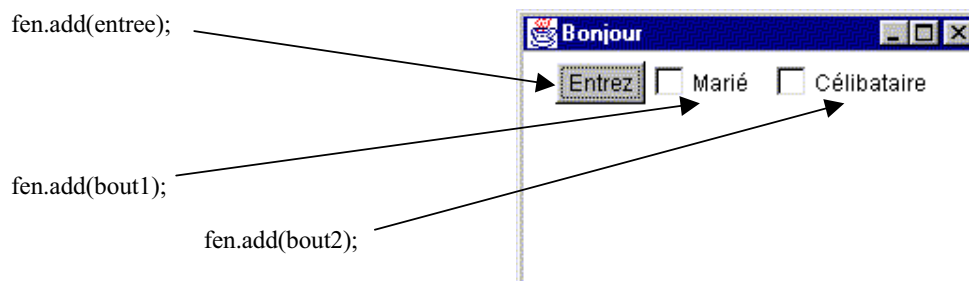 fen.add(entree);
Bonjour
Entrez Marié Célibataire
fen.add(bout1);
fen.add(bout2);